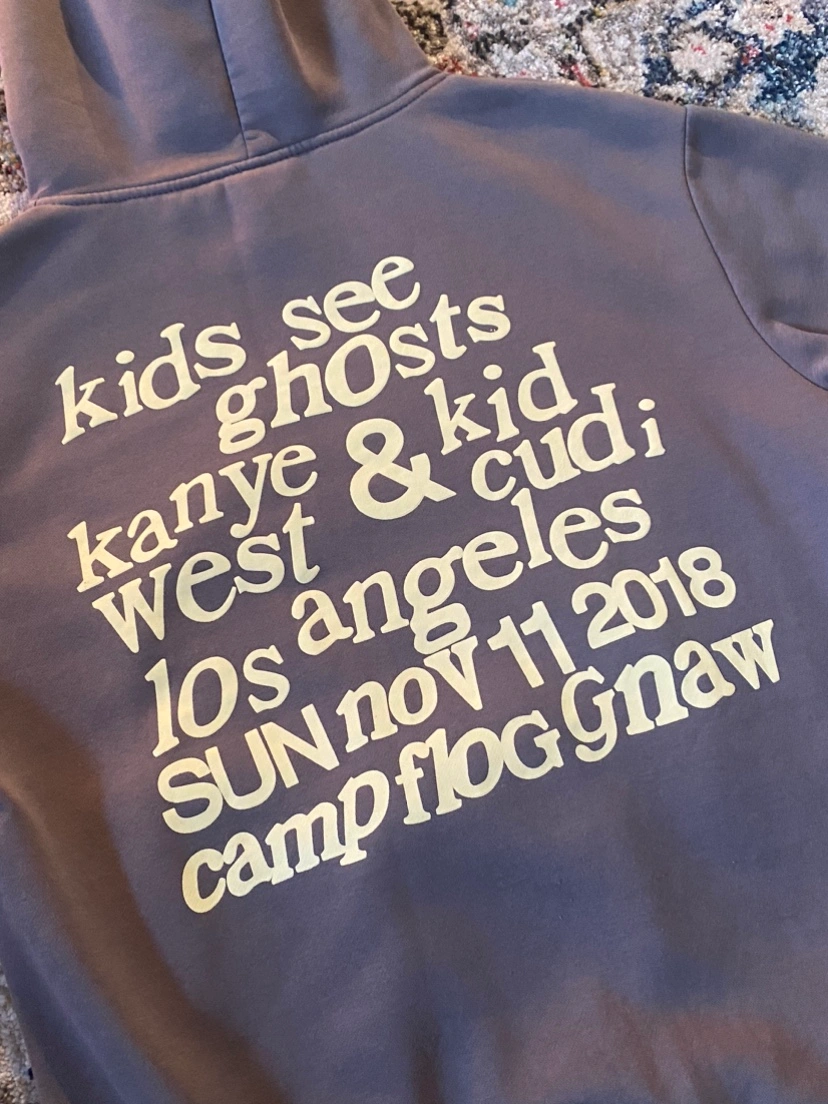 kids see
ghosts
kanye & kid
west cudi
los angeles
SUN noV 11 2018
camp floG Gnaw